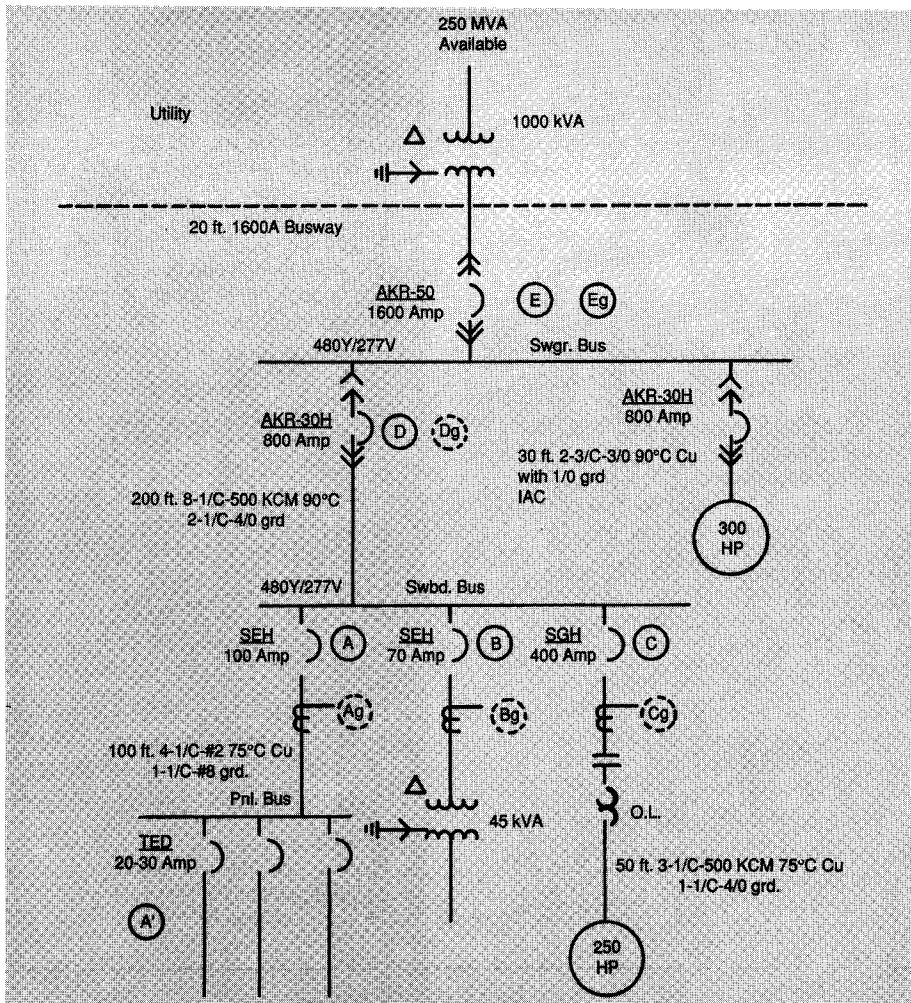 250 MVA
Available
Utility
1000 kVA
20 ft. 1600A Busway
AKR-50
1600 Amp
E
Eg
480Y/277V
Swgr. Bus
AKR-30H
800 Amp
D
Dg
AKR-30H
800 Amp
30 ft. 2-3/C-3/0 90°C Cu
with 1/0 grd
IAC
200 ft. 8-1/C-500 KCM 90°C
2-1/C-4/0 grd
300
HP
480Y/277V
Swbd. Bus
SEH
100 Amp
A
SEH
70 Amp
B
SGH
400 Amp
C
Ag
Bg
Cg
100 ft. 4-1/C-#2 75°C Cu
1-1/C-#8 grd.
Pnl. Bus
45 kVA
O.L.
TED
20-30 Amp
50 ft. 3-1/C-500 KCM 75°C Cu
1-1/C-4/0 grd.
A'
250
HP